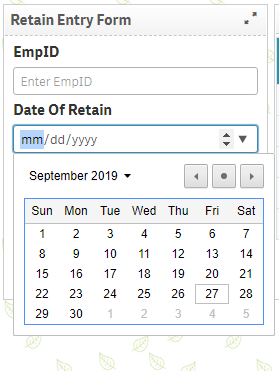 Retain Entry Form
EmpID
Enter EmpID
Date Of Retain
mm/dd/yyyy
September 2019
Sun Mon Tue Wed Thu Fri Sat
1 2 3 4 5 6 7
8 9 10 11 12 13 14
15 16 17 18 19 20 21
22 23 24 25 26 27 28
29 30 1 2 3 4 5